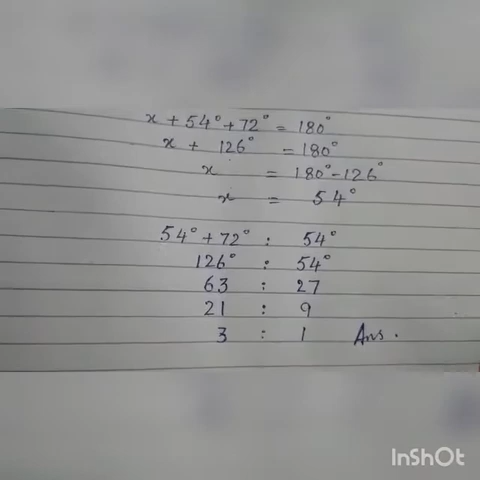 x + 54° + 72° = 180°
x + 126° = 180°
x = 180° - 126°
x = 54°
54° + 72° : 54°
126° : 54°
63 : 27
21 : 9
3 : 1 Ans.
InShOt